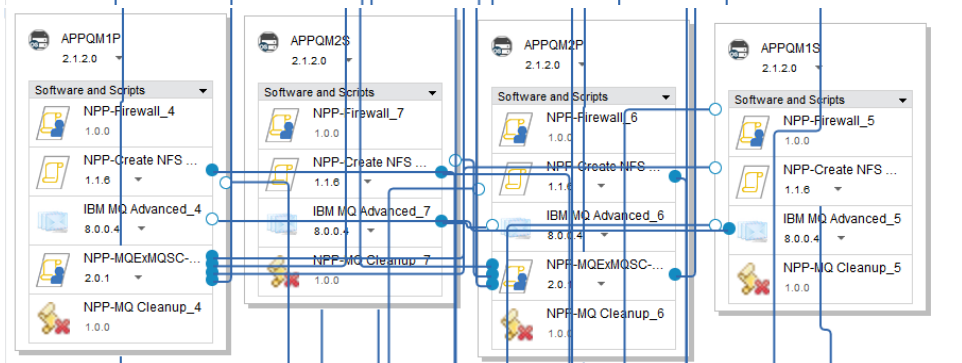 APPQM1P
2.1.2.0
Software and Scripts
NPP-Firewall_4
1.0.0
NPP-Create NFS ...
1.1.6
IBM MQ Advanced_4
8.0.0.4
NPP-MQExMQSC-...
2.0.1
NPP-MQ Cleanup_4
1.0.0
APPQM2S
2.1.2.0
Software and Scripts
NPP-Firewall_7
1.0.0
NPP-Create NFS ...
1.1.6
IBM MQ Advanced_7
8.0.0.4
NPP-MQ Cleanup_7
1.0.0
APPQM2P
2.1.2.0
Software and Scripts
NPP-Firewall_6
1.0.0
NPP-Create NFS ...
1.1.6
IBM MQ Advanced_6
8.0.0.4
NPP-MQExMQSC-...
2.0.1
NPP-MQ Cleanup_6
1.0.0
APPQM1S
2.1.2.0
Software and Scripts
NPP-Firewall_5
1.0.0
NPP-Create NFS ...
1.1.6
IBM MQ Advanced_5
8.0.0.4
NPP-MQ Cleanup_5
1.0.0